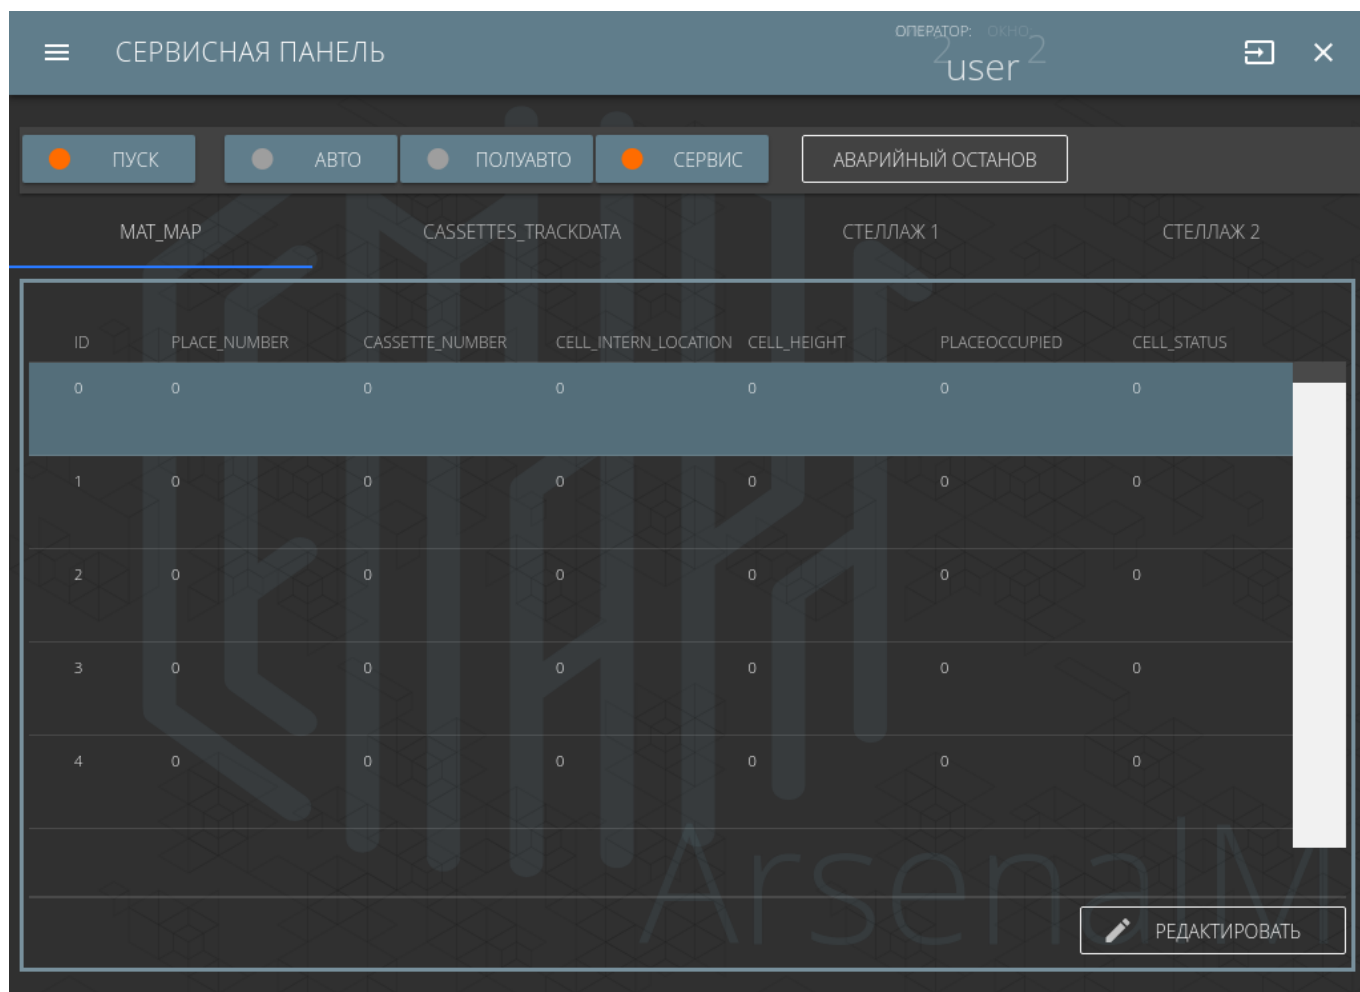 СЕРВИСНАЯ ПАНЕЛЬ
ОПЕРАТОР: ОКНО
2 user 2
ПУСК АВТО ПОЛУАВТО СЕРВИС АВАРИЙНЫЙ ОСТАНОВ
MAT_MAP CASSETTES_TRACKDATA СТЕЛЛАЖ 1 СТЕЛЛАЖ 2
ID PLACE_NUMBER CASSETTE_NUMBER CELL_INTERN_LOCATION CELL_HEIGHT PLACEOCCUPIED CELL_STATUS
0 0 0 0 0 0 0
1 0 0 0 0 0 0
2 0 0 0 0 0 0
3 0 0 0 0 0 0
4 0 0 0 0 0 0
ArsenalM
РЕДАКТИРОВАТЬ